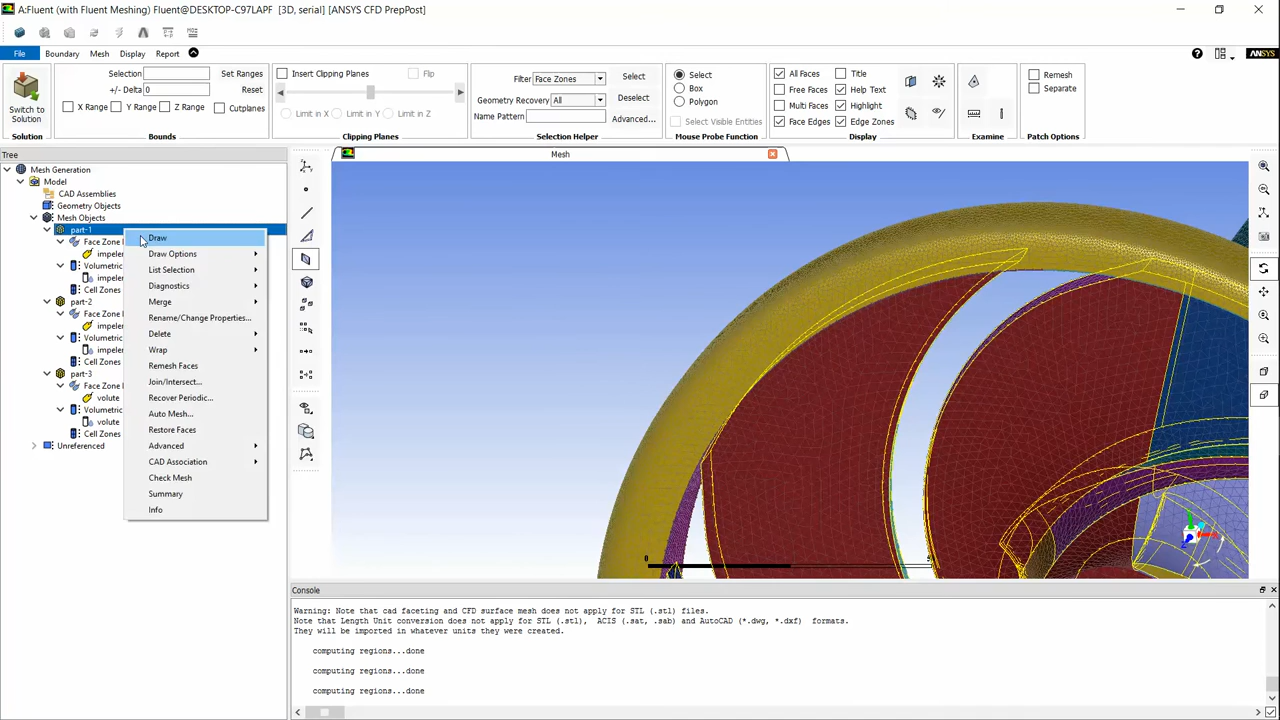 A:Fluent (with Fluent Meshing) Fluent@DESKTOP-C97LAPF [3D, serial] [ANSYS CFD PrepPost]
File Boundary Mesh Display Report ANSYS
Selection Set Ranges
+/- Delta 0 Reset
X Range Y Range Z Range Cutplanes
Switch to
Solution
Solution
Bounds
Insert Clipping Planes Flip
Limit in X Limit in Y Limit in Z
Clipping Planes
Filter Face Zones Select
Geometry Recovery All Deselect
Name Pattern Advanced...
Selection Helper
Select
Box
Polygon
Select Visible Entities
Mouse Probe Function
All Faces Title
Free Faces Help Text
Multi Faces Highlight
Face Edges Edge Zones
Display
Examine
Remesh
Separate
Patch Options
Tree
Mesh
Mesh Generation
Model
CAD Assemblies
Geometry Objects
Mesh Objects
part-1
Face Zone
impeler
Volumetric
impeler
Cell Zones
part-2
Face Zone
impeler
Volumetric
impeler
Cell Zones
part-3
Face Zone
volute
Volumetric
volute
Cell Zones
Unreferenced
Draw
Draw Options
List Selection
Diagnostics
Merge
Rename/Change Properties...
Delete
Wrap
Remesh Faces
Join/Intersect...
Recover Periodic...
Auto Mesh...
Restore Faces
Advanced
CAD Association
Check Mesh
Summary
Info
0
Console
Warning: Note that cad faceting and CFD surface mesh does not apply for STL (.stl) files.
Note that Length Unit conversion does not apply for STL (.stl), ACIS (.sat, .sab) and AutoCAD (*.dwg, *.dxf) formats.
They will be imported in whatever units they were created.
computing regions...done
computing regions...done
computing regions...done